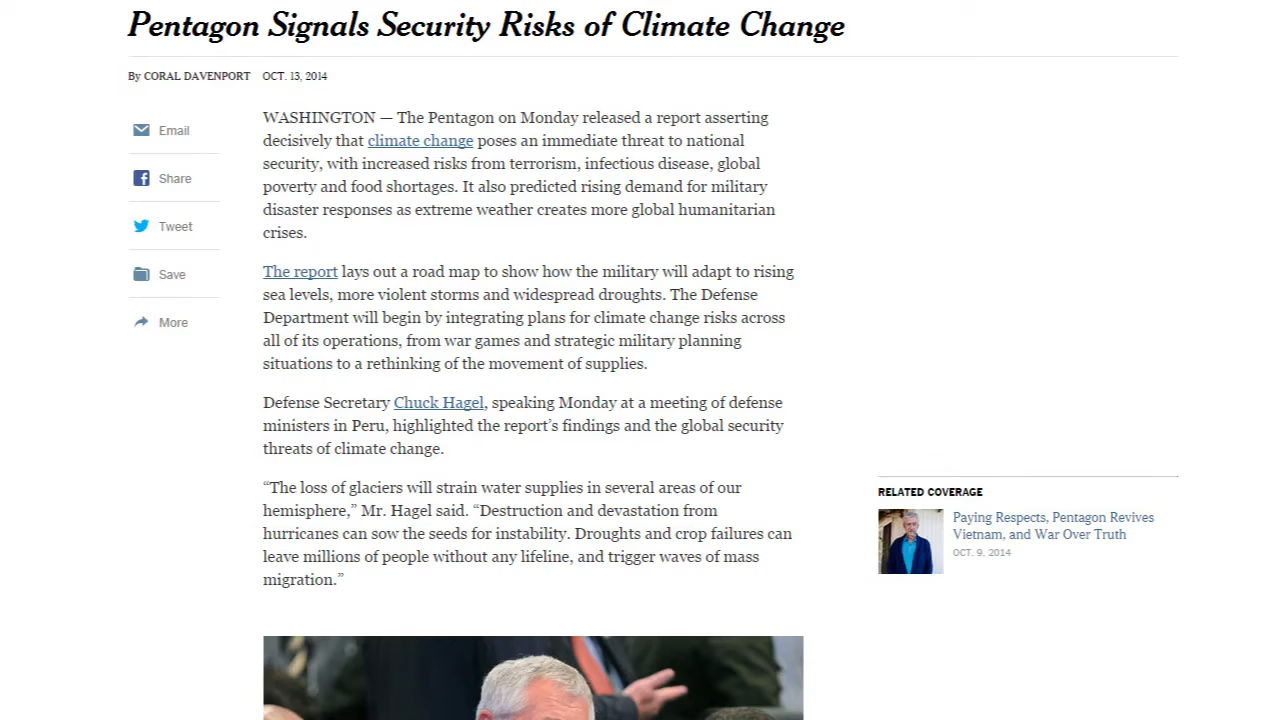 Pentagon Signals Security Risks of Climate Change
By CORAL DAVENPORT OCT. 13, 2014
Email
Share
Tweet
Save
More
WASHINGTON — The Pentagon on Monday released a report asserting
decisively that climate change poses an immediate threat to national
security, with increased risks from terrorism, infectious disease, global
poverty and food shortages. It also predicted rising demand for military
disaster responses as extreme weather creates more global humanitarian
crises.
The report lays out a road map to show how the military will adapt to rising
sea levels, more violent storms and widespread droughts. The Defense
Department will begin by integrating plans for climate change risks across
all of its operations, from war games and strategic military planning
situations to a rethinking of the movement of supplies.
Defense Secretary Chuck Hagel, speaking Monday at a meeting of defense
ministers in Peru, highlighted the report’s findings and the global security
threats of climate change.
“The loss of glaciers will strain water supplies in several areas of our
hemisphere,” Mr. Hagel said. “Destruction and devastation from
hurricanes can sow the seeds for instability. Droughts and crop failures can
leave millions of people without any lifeline, and trigger waves of mass
migration.”
RELATED COVERAGE
Paying Respects, Pentagon Revives
Vietnam, and War Over Truth
OCT. 9, 2014